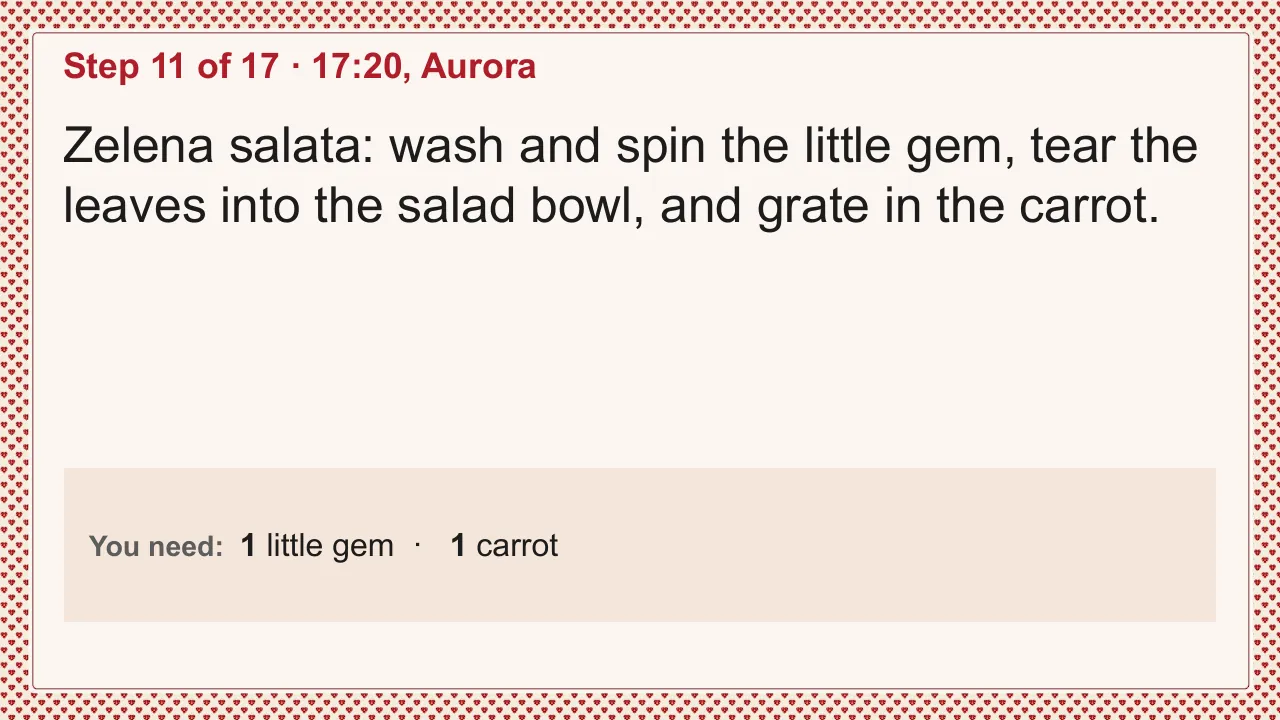 Step 11 of 17 · 17:20, Aurora
Zelena salata: wash and spin the little gem, tear the
leaves into the salad bowl, and grate in the carrot.
You need: 1 little gem · 1 carrot